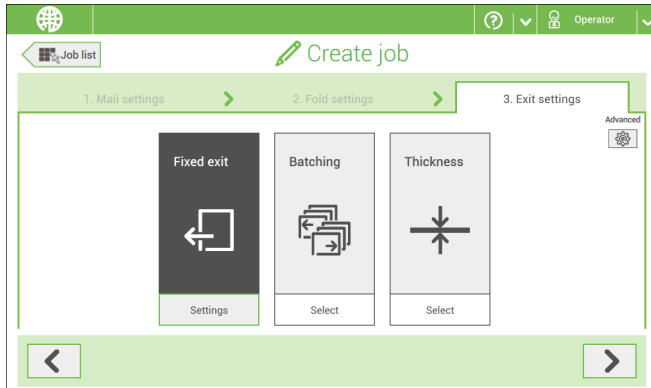 Operator
Job list
Create job
1. Mail settings
2. Fold settings
3. Exit settings
Advanced
Fixed exit
Batching
Thickness
Settings
Select
Select